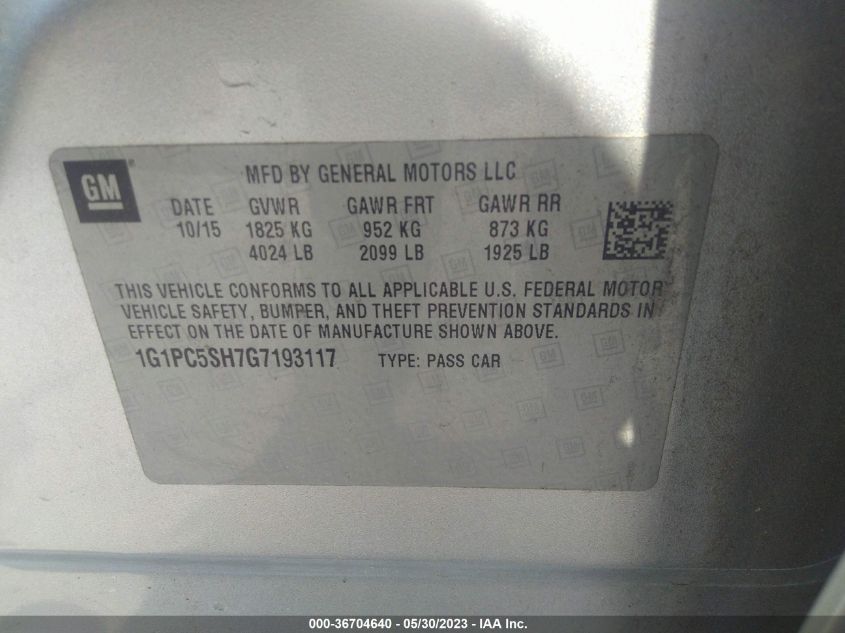 GM
MFD BY GENERAL MOTORS LLC
DATE GVWR GAWR FRT GAWR RR
10/15 1825 KG 952 KG 873 KG
4024 LB 2099 LB 1925 LB
THIS VEHICLE CONFORMS TO ALL APPLICABLE U.S. FEDERAL MOTOR
VEHICLE SAFETY, BUMPER, AND THEFT PREVENTION STANDARDS IN
EFFECT ON THE DATE OF MANUFACTURE SHOWN ABOVE.
1G1PC5SH7G7193117 TYPE: PASS CAR
000-36704640 - 05/30/2023 - IAA Inc.